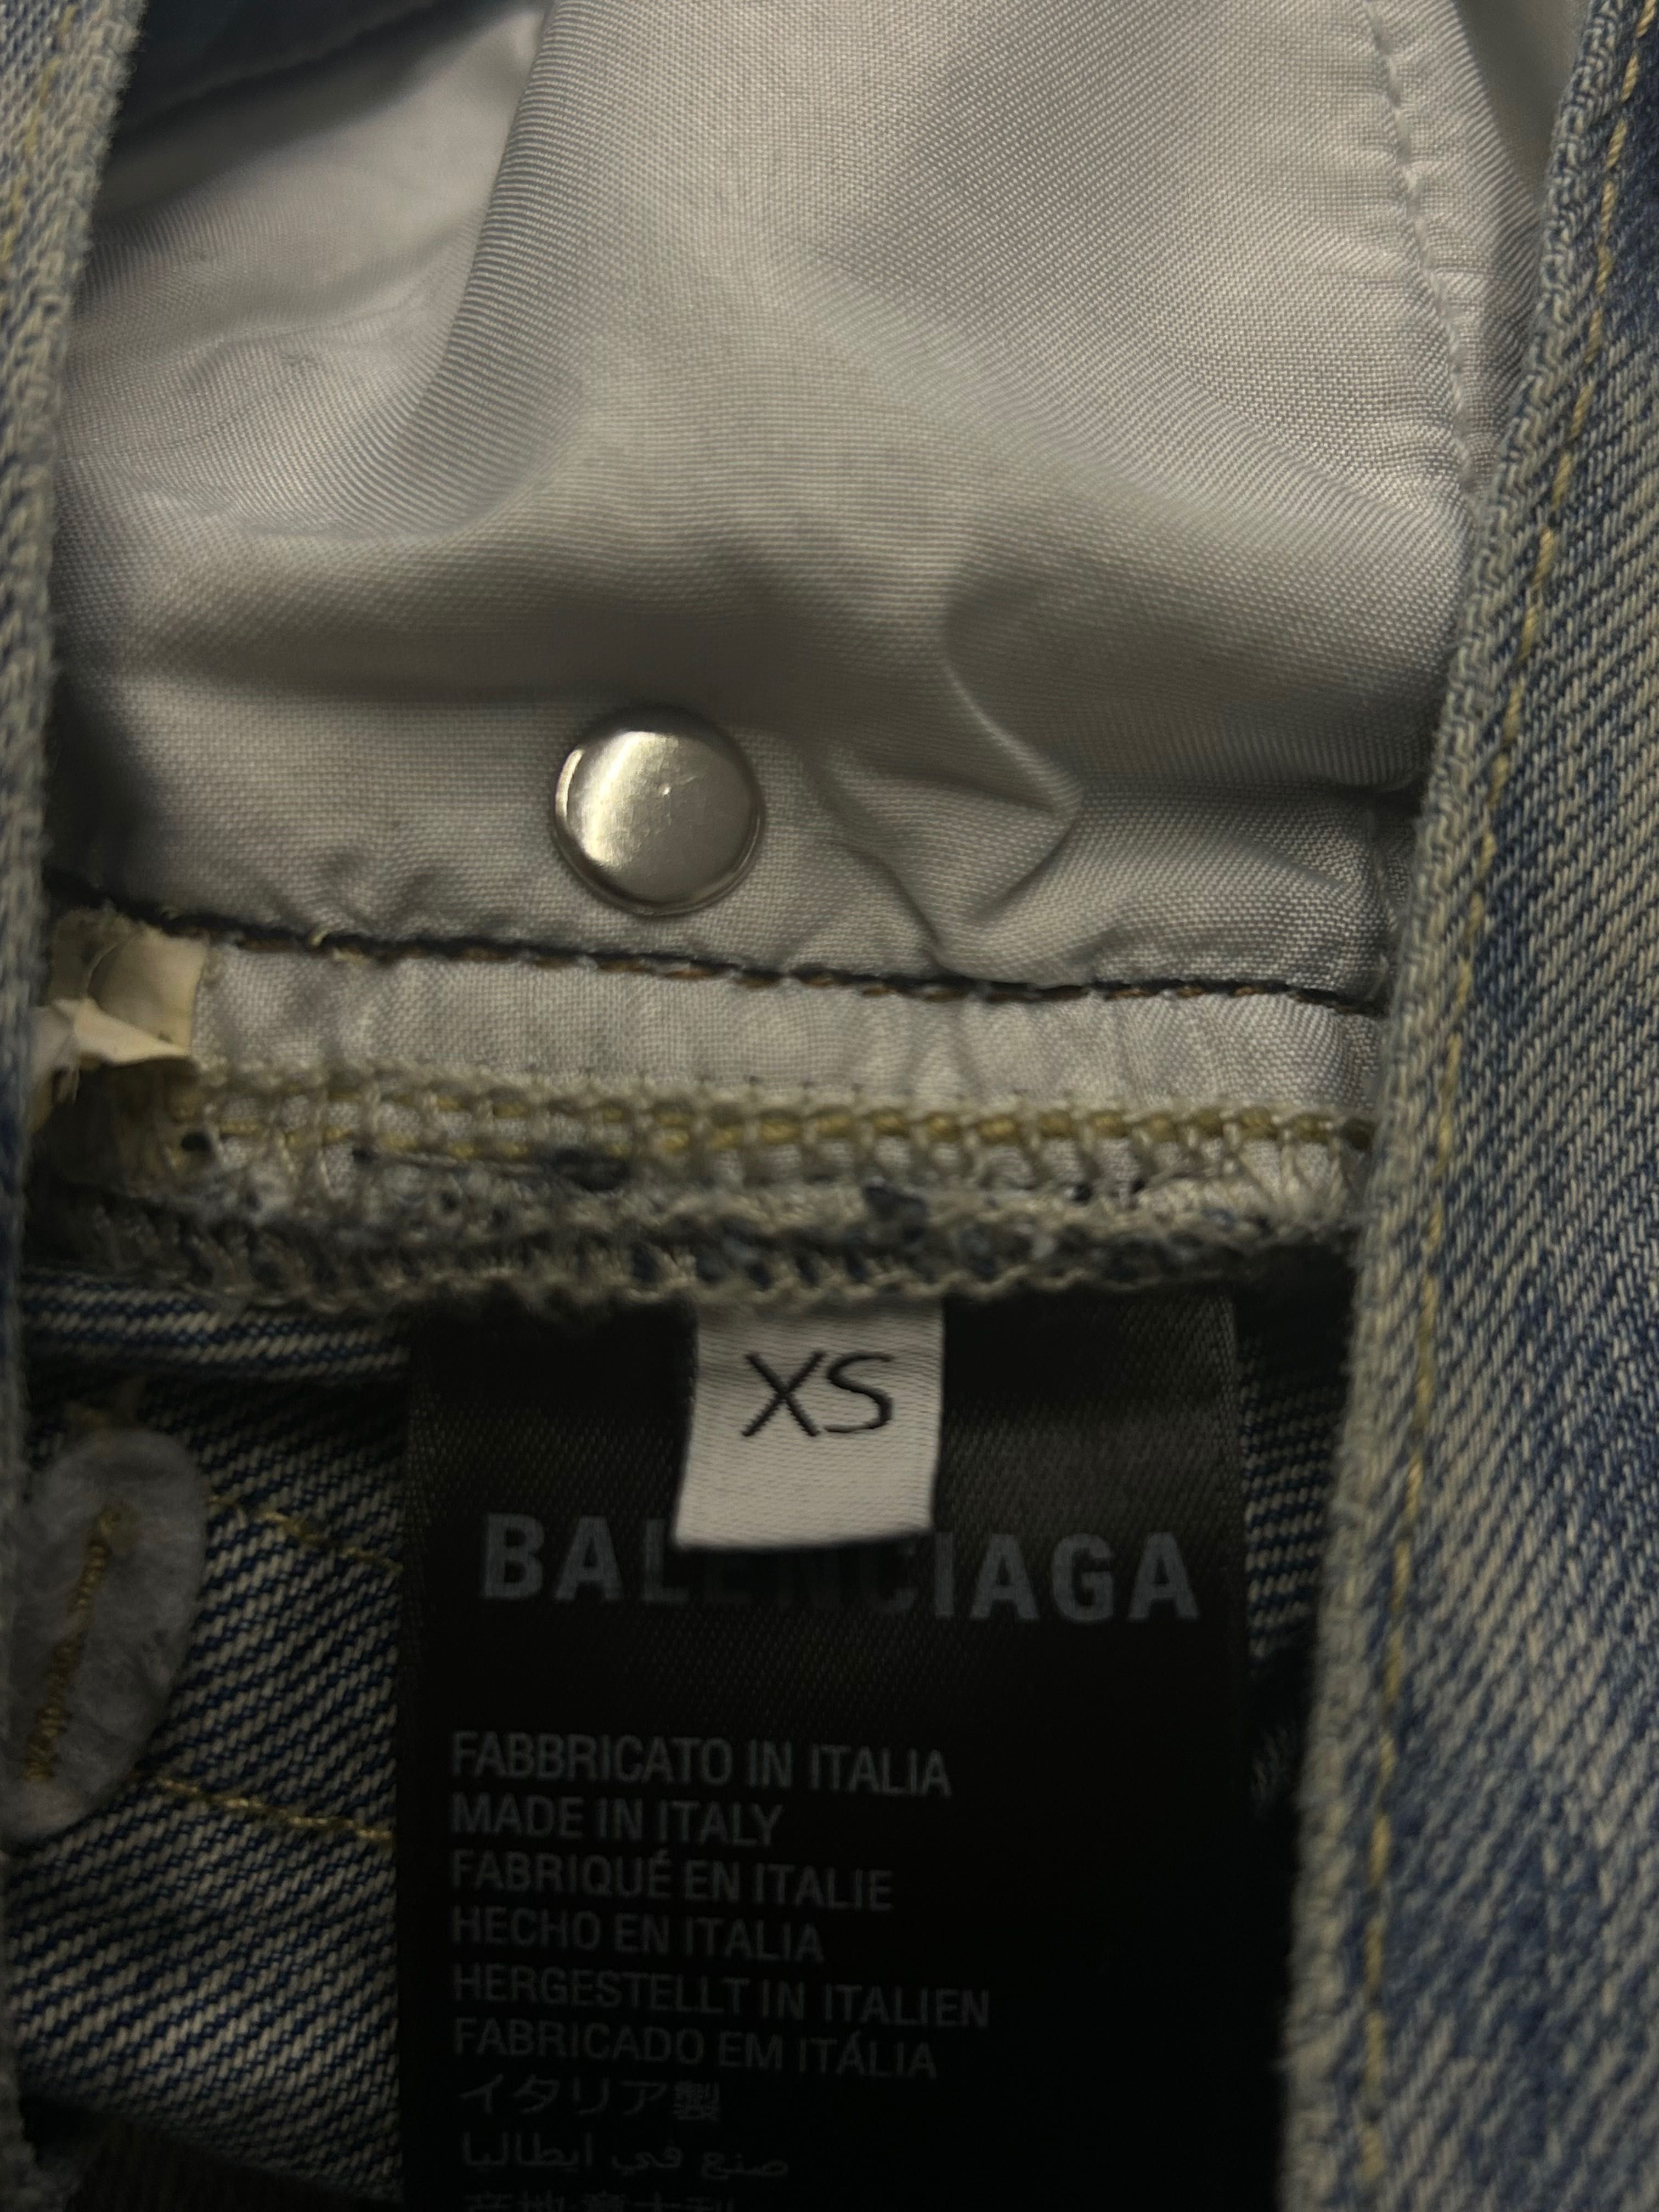 XS
BALENCIAGA
FABBRICATO IN ITALIA
MADE IN ITALY
FABRIQUÉ EN ITALIE
HECHO EN ITALIA
HERGESTELLT IN ITALIEN
FABRICADO EM ITÁLIA
イタリア製
صنع في ايطاليا